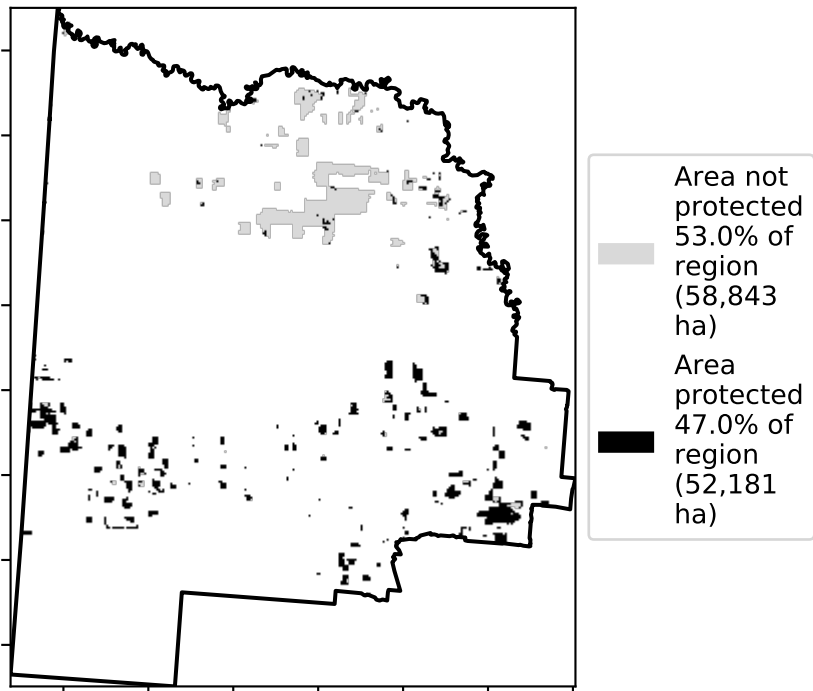 Area not
protected
53.0% of
region
(58,843
ha)
Area
protected
47.0% of
region
(52,181
ha)